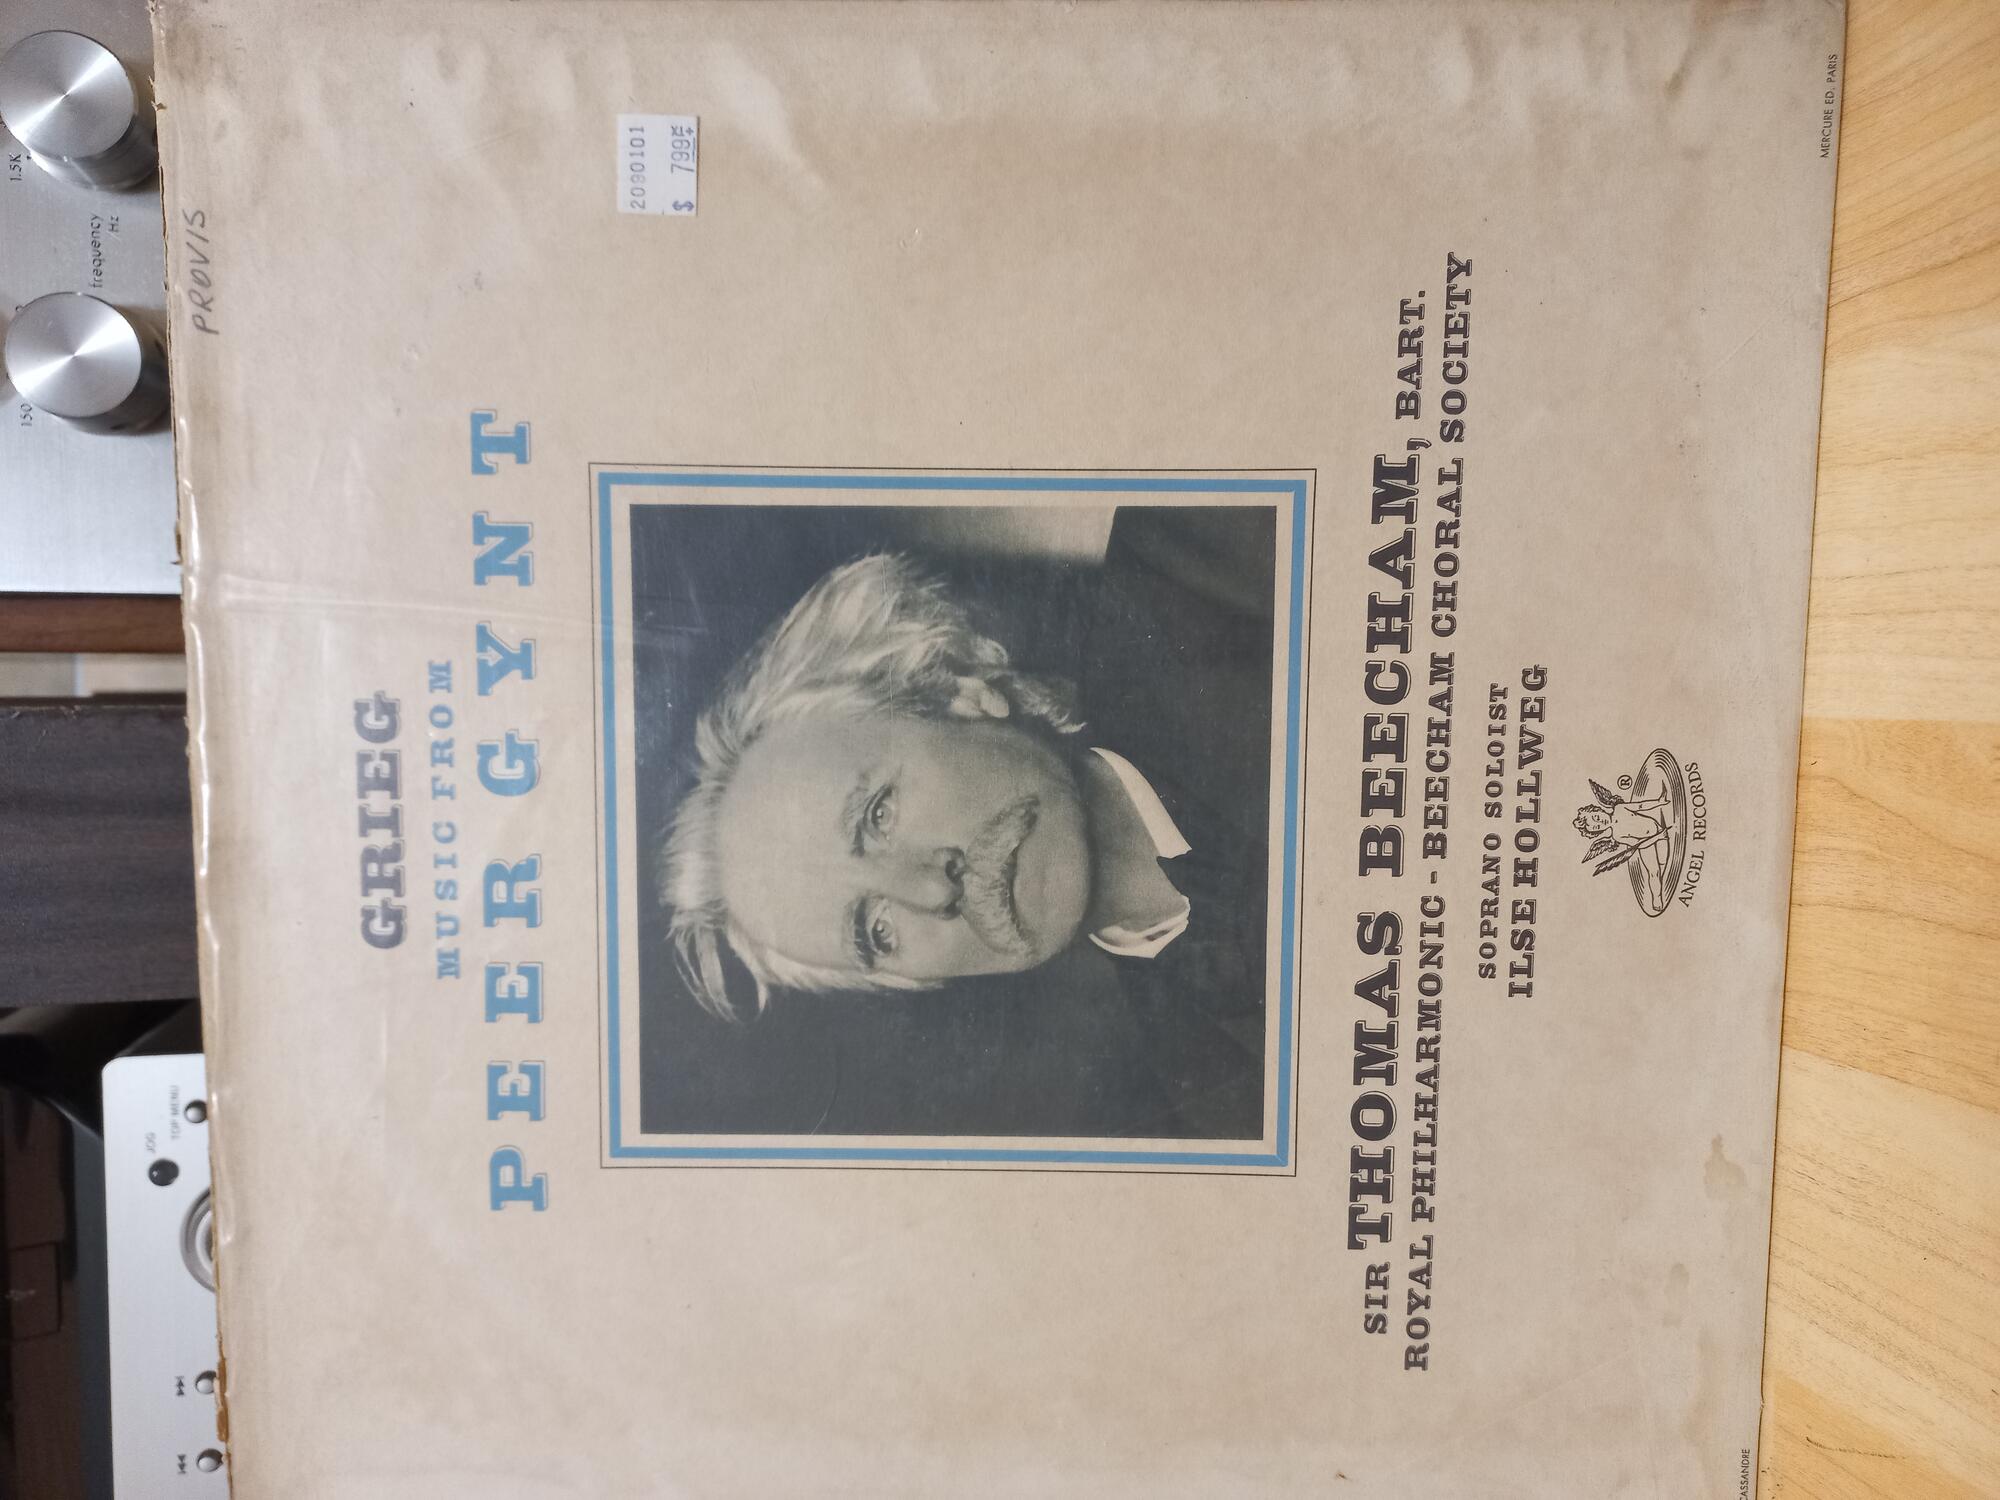 PROVIS
GRIEG
MUSIC FROM
PEER GYNT
2090101
$ 799
SIR THOMAS BEECHAM, BART.
ROYAL PHILHARMONIC - BEECHAM CHORAL SOCIETY
SOPRANO SOLOIST
ILSE HOLLWEG
®
ANGEL RECORDS
CASSANDRE
MERCURE ED. PARIS
JOG
TOP MENU
150
1.5K
frequency
Hz